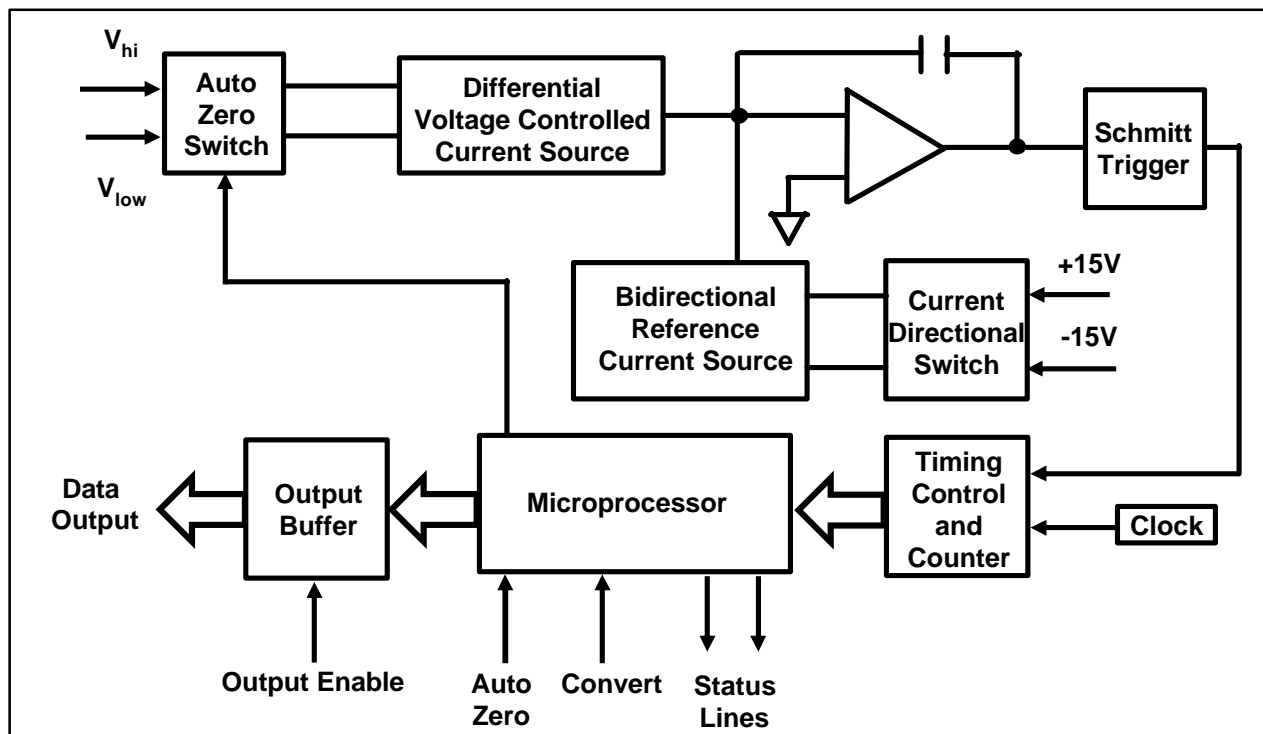 V_hi
Auto
Zero
Switch
V_low
Differential
Voltage Controlled
Current Source
Schmitt
Trigger
Bidirectional
Reference
Current Source
Current
Directional
Switch
+15V
-15V
Data
Output
Output
Buffer
Microprocessor
Timing
Control
and
Counter
Clock
Output Enable
Auto
Zero
Convert
Status
Lines